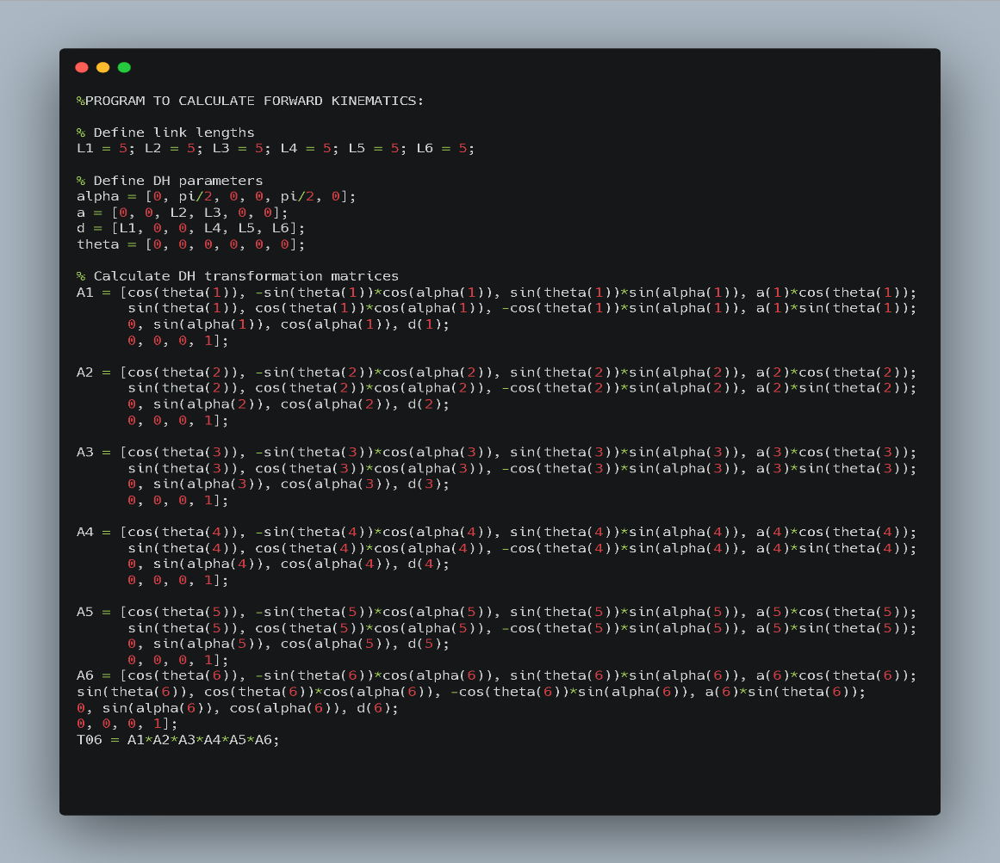 %PROGRAM TO CALCULATE FORWARD KINEMATICS:
% Define link lengths
L1 = 5; L2 = 5; L3 = 5; L4 = 5; L5 = 5; L6 = 5;
% Define DH parameters
alpha = [0, pi/2, 0, 0, pi/2, 0];
a = [0, 0, L2, L3, 0, 0];
d = [L1, 0, 0, L4, L5, L6];
theta = [0, 0, 0, 0, 0, 0];
% Calculate DH transformation matrices
A1 = [cos(theta(1)), -sin(theta(1))*cos(alpha(1)), sin(theta(1))*sin(alpha(1)), a(1)*cos(theta(1));
sin(theta(1)), cos(theta(1))*cos(alpha(1)), -cos(theta(1))*sin(alpha(1)), a(1)*sin(theta(1));
0, sin(alpha(1)), cos(alpha(1)), d(1);
0, 0, 0, 1];
A2 = [cos(theta(2)), -sin(theta(2))*cos(alpha(2)), sin(theta(2))*sin(alpha(2)), a(2)*cos(theta(2));
sin(theta(2)), cos(theta(2))*cos(alpha(2)), -cos(theta(2))*sin(alpha(2)), a(2)*sin(theta(2));
0, sin(alpha(2)), cos(alpha(2)), d(2);
0, 0, 0, 1];
A3 = [cos(theta(3)), -sin(theta(3))*cos(alpha(3)), sin(theta(3))*sin(alpha(3)), a(3)*cos(theta(3));
sin(theta(3)), cos(theta(3))*cos(alpha(3)), -cos(theta(3))*sin(alpha(3)), a(3)*sin(theta(3));
0, sin(alpha(3)), cos(alpha(3)), d(3);
0, 0, 0, 1];
A4 = [cos(theta(4)), -sin(theta(4))*cos(alpha(4)), sin(theta(4))*sin(alpha(4)), a(4)*cos(theta(4));
sin(theta(4)), cos(theta(4))*cos(alpha(4)), -cos(theta(4))*sin(alpha(4)), a(4)*sin(theta(4));
0, sin(alpha(4)), cos(alpha(4)), d(4);
0, 0, 0, 1];
A5 = [cos(theta(5)), -sin(theta(5))*cos(alpha(5)), sin(theta(5))*sin(alpha(5)), a(5)*cos(theta(5));
sin(theta(5)), cos(theta(5))*cos(alpha(5)), -cos(theta(5))*sin(alpha(5)), a(5)*sin(theta(5));
0, sin(alpha(5)), cos(alpha(5)), d(5);
0, 0, 0, 1];
A6 = [cos(theta(6)), -sin(theta(6))*cos(alpha(6)), sin(theta(6))*sin(alpha(6)), a(6)*cos(theta(6));
sin(theta(6)), cos(theta(6))*cos(alpha(6)), -cos(theta(6))*sin(alpha(6)), a(6)*sin(theta(6));
0, sin(alpha(6)), cos(alpha(6)), d(6);
0, 0, 0, 1];
T06 = A1*A2*A3*A4*A5*A6;